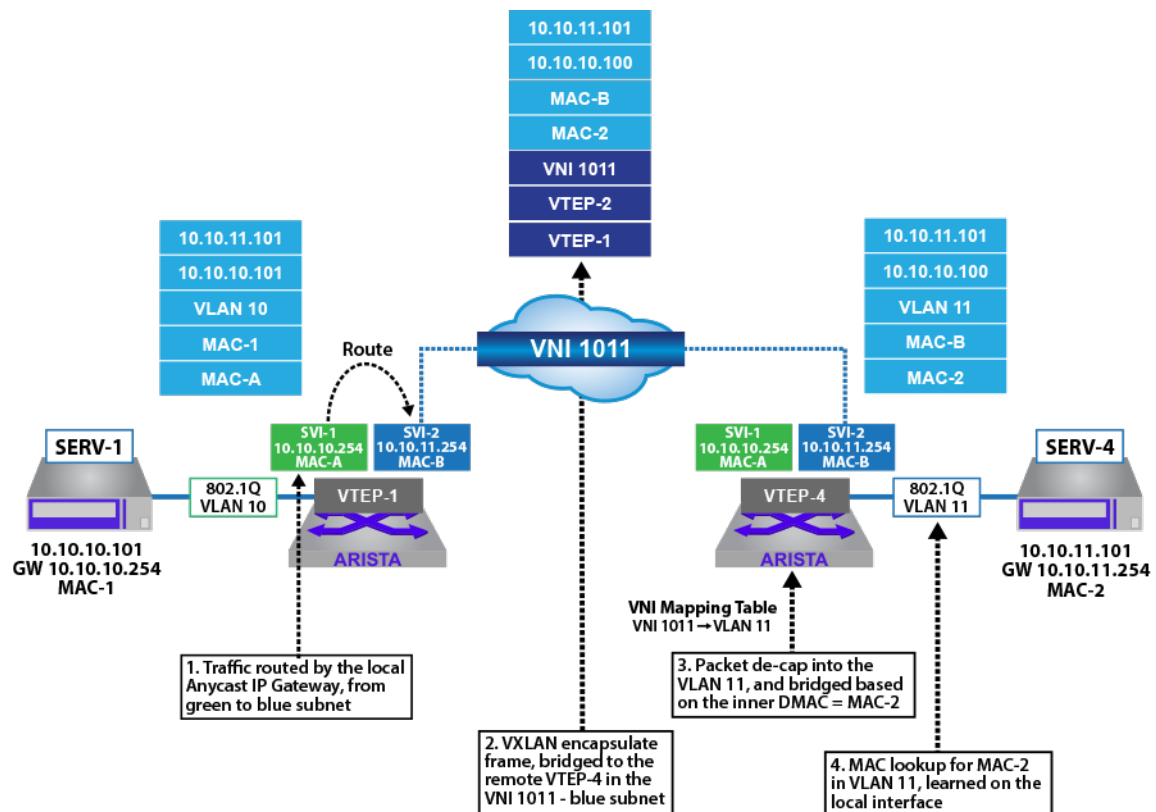 10.10.11.101
10.10.10.100
MAC-B
MAC-2
VNI 1011
VTEP-2
VTEP-1
10.10.11.101
10.10.10.101
VLAN 10
MAC-1
MAC-A
10.10.11.101
10.10.10.100
VLAN 11
MAC-B
MAC-2
Route
VNI 1011
SERV-1
802.1Q
VLAN 10
10.10.10.101
GW 10.10.10.254
MAC-1
SVI-1
10.10.10.254
MAC-A
SVI-2
10.10.11.254
MAC-B
VTEP-1
ARISTA
SVI-1
10.10.10.254
MAC-A
SVI-2
10.10.11.254
MAC-B
VTEP-4
ARISTA
802.1Q
VLAN 11
SERV-4
10.10.11.101
GW 10.10.11.254
MAC-2
VNI Mapping Table
VNI 1011→VLAN 11
1. Traffic routed by the local
Anycast IP Gateway, from
green to blue subnet
2. VXLAN encapsulate
frame, bridged to the
remote VTEP-4 in the
VNI 1011 - blue subnet
3. Packet de-cap into the
VLAN 11, and bridged based
on the inner DMAC = MAC-2
4. MAC lookup for MAC-2
in VLAN 11, learned on the
local interface